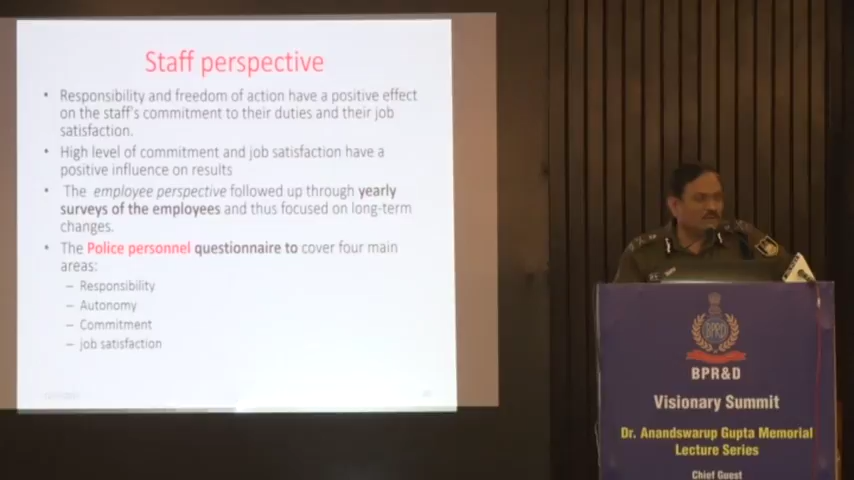 Staff perspective
• Responsibility and freedom of action have a positive effect
on the staff's commitment to their duties and their job
satisfaction.
• High level of commitment and job satisfaction have a
positive influence on results
• The employee perspective followed up through yearly
surveys of the employees and thus focused on long-term
changes.
• The Police personnel questionnaire to cover four main
areas:
– Responsibility
– Autonomy
– Commitment
– job satisfaction
BPR&D
Visionary Summit
Dr. Anandswarup Gupta Memorial
Lecture Series
Chief Guest